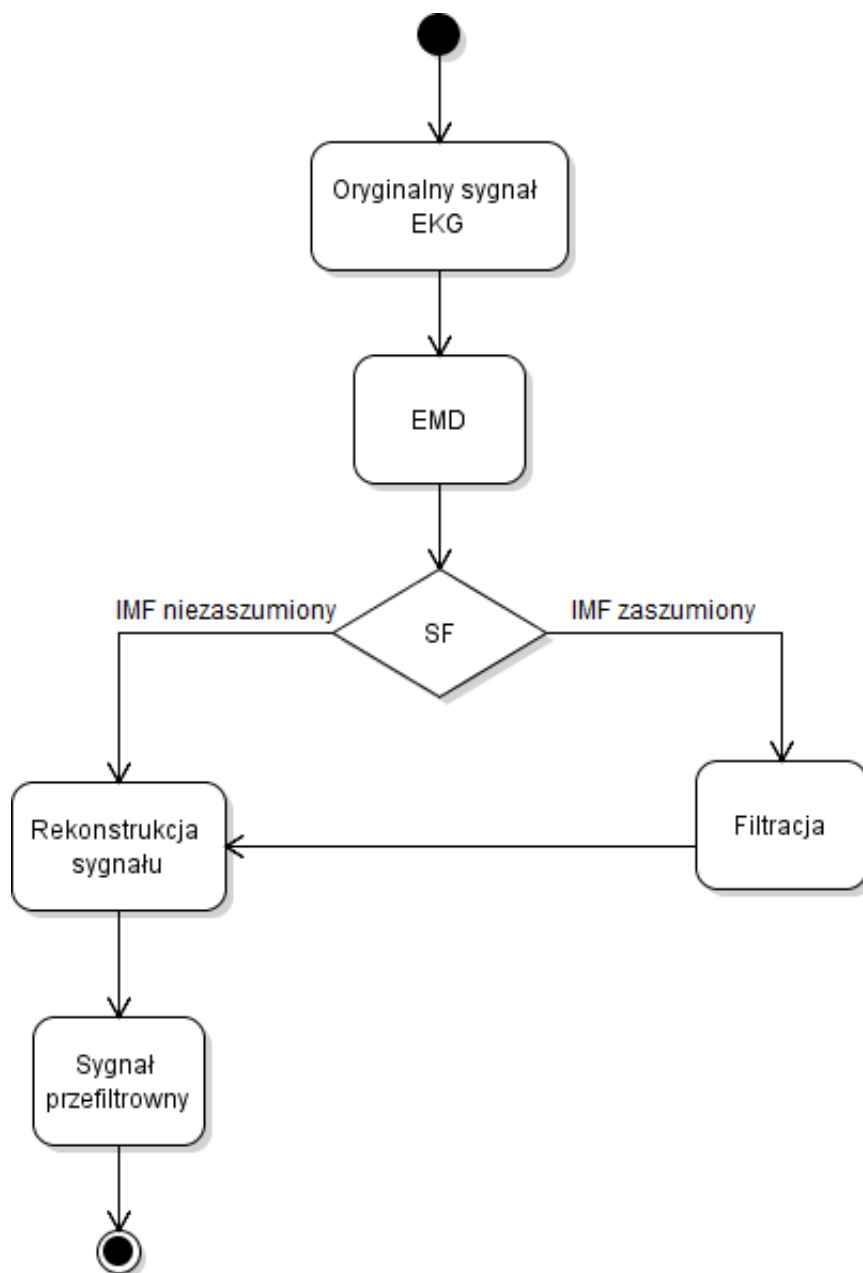 Oryginalny sygnał
EKG
EMD
IMF niezaszumiony
SF
IMF zaszumiony
Rekonstrukcja
sygnału
Filtracja
Sygnał
przefiltrowny